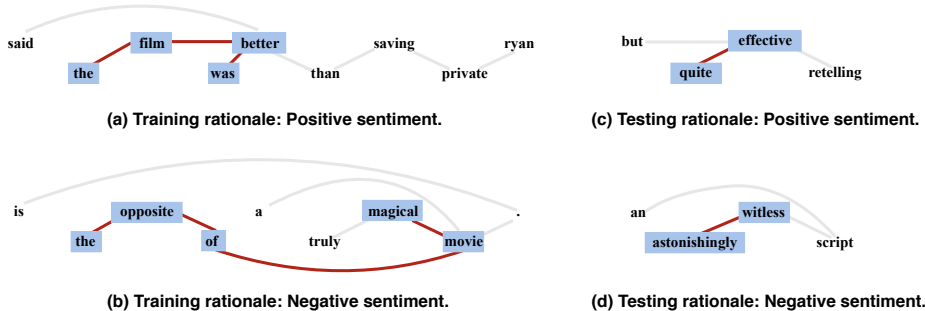 said film better saving ryan
the was than private
(a) Training rationale: Positive sentiment.
but effective
quite retelling
(c) Testing rationale: Positive sentiment.
is opposite a magical .
the of truly movie
(b) Training rationale: Negative sentiment.
an witless
astonishingly script
(d) Testing rationale: Negative sentiment.